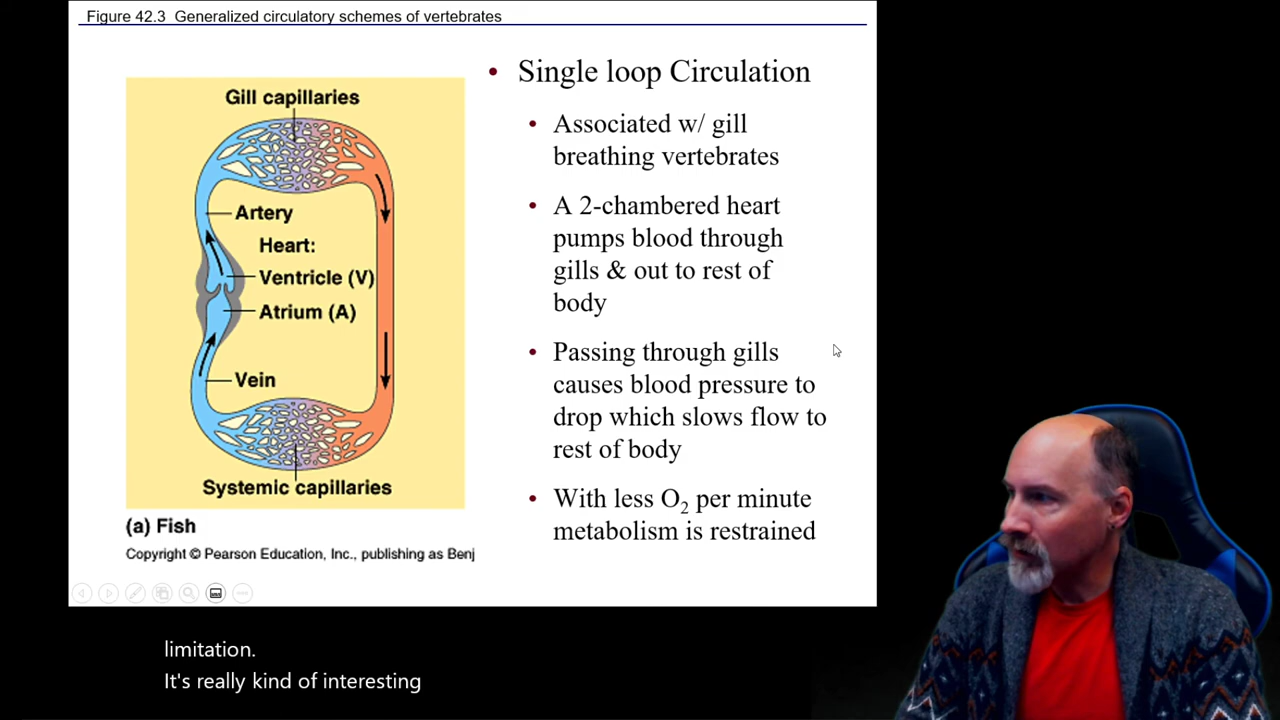 Figure 42.3 Generalized circulatory schemes of vertebrates
Gill capillaries
Artery
Heart:
Ventricle (V)
Atrium (A)
Vein
Systemic capillaries
(a) Fish
Copyright © Pearson Education, Inc., publishing as Benj
• Single loop Circulation
• Associated w/ gill
breathing vertebrates
• A 2-chambered heart
pumps blood through
gills & out to rest of
body
• Passing through gills
causes blood pressure to
drop which slows flow to
rest of body
• With less O₂ per minute
metabolism is restrained
limitation.
It's really kind of interesting